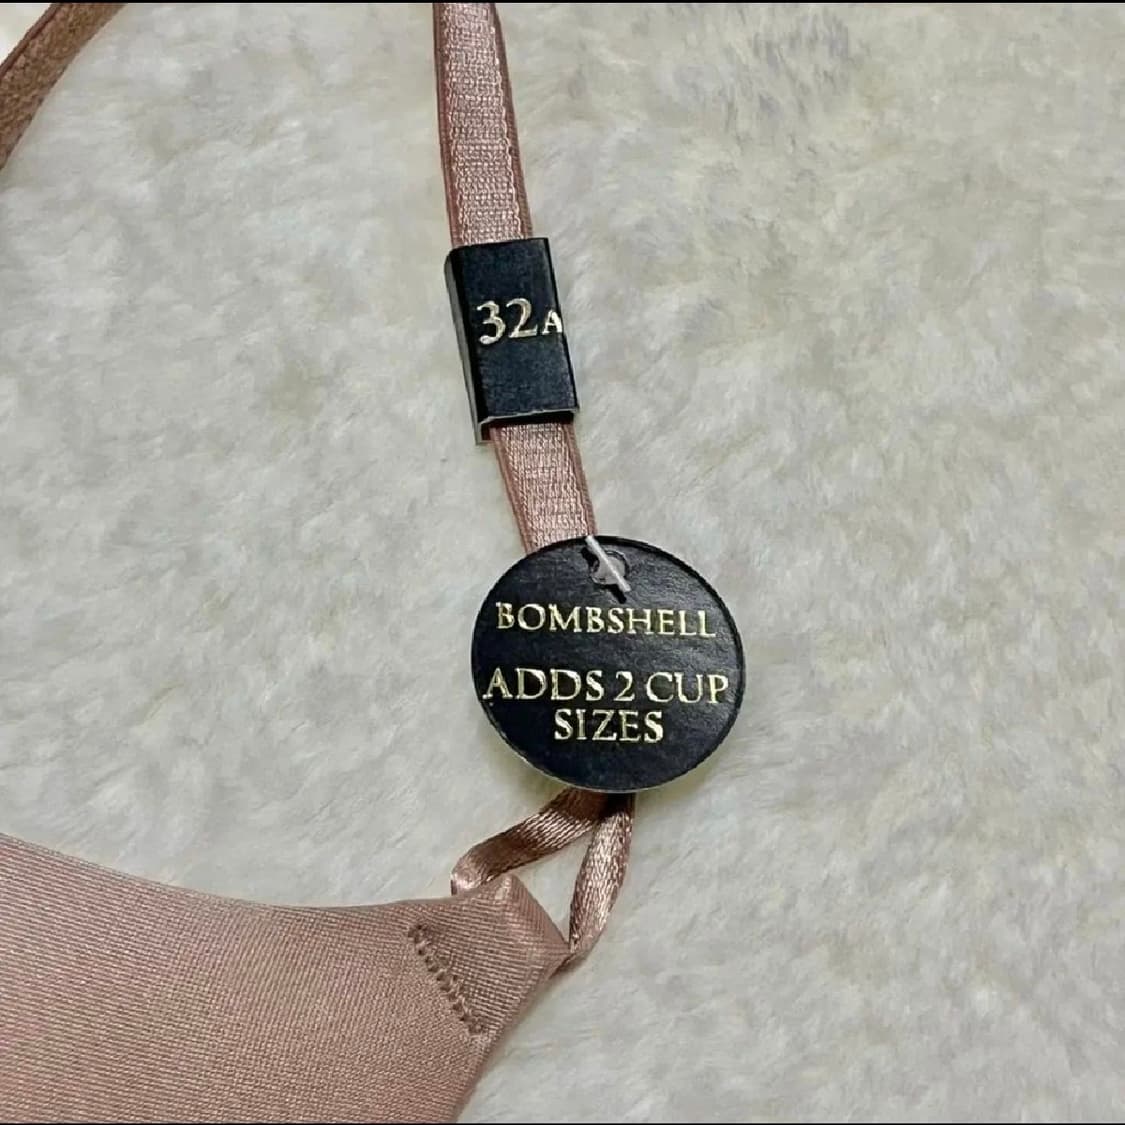 32A
BOMBSHELL
ADDS 2 CUP
SIZES